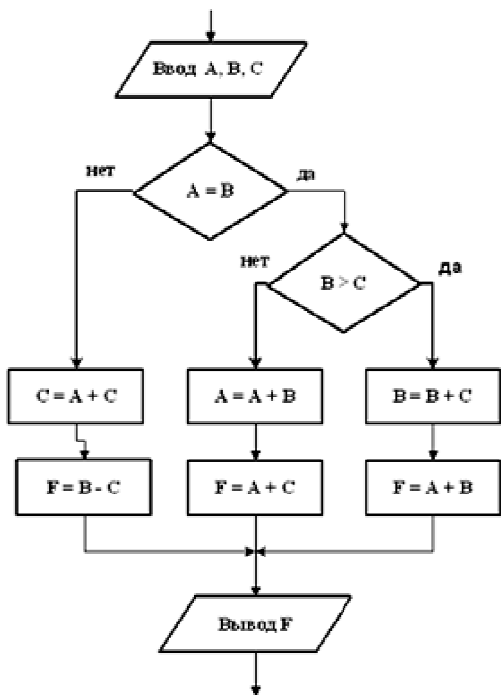 Ввод A, B, C
нет
да
A = B
нет
да
B > C
C = A + C
A = A + B
B = B + C
F = B - C
F = A + C
F = A + B
Вывод F